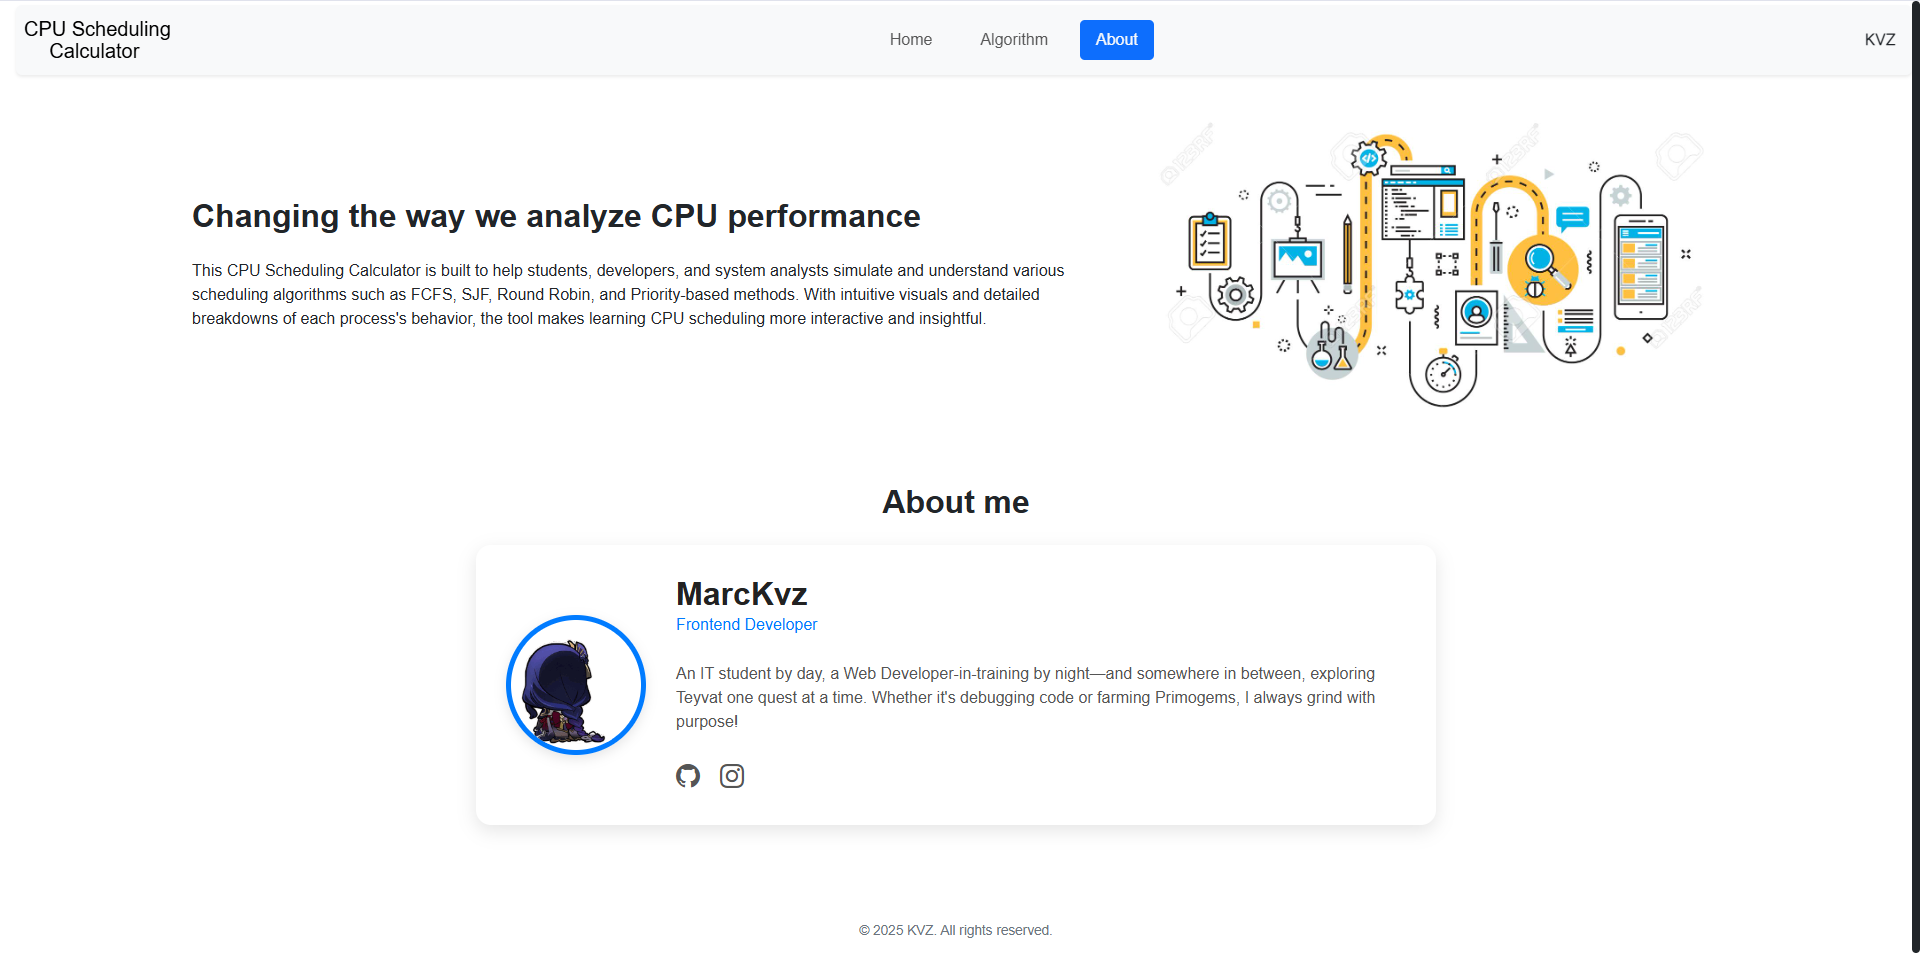 CPU Scheduling
Calculator
Home
Algorithm
About
KVZ
Changing the way we analyze CPU performance
This CPU Scheduling Calculator is built to help students, developers, and system analysts simulate and understand various
scheduling algorithms such as FCFS, SJF, Round Robin, and Priority-based methods. With intuitive visuals and detailed
breakdowns of each process's behavior, the tool makes learning CPU scheduling more interactive and insightful.
About me
MarcKvz
Frontend Developer
An IT student by day, a Web Developer-in-training by night—and somewhere in between, exploring
Teyvat one quest at a time. Whether it's debugging code or farming Primogems, I always grind with
purpose!
© 2025 KVZ. All rights reserved.